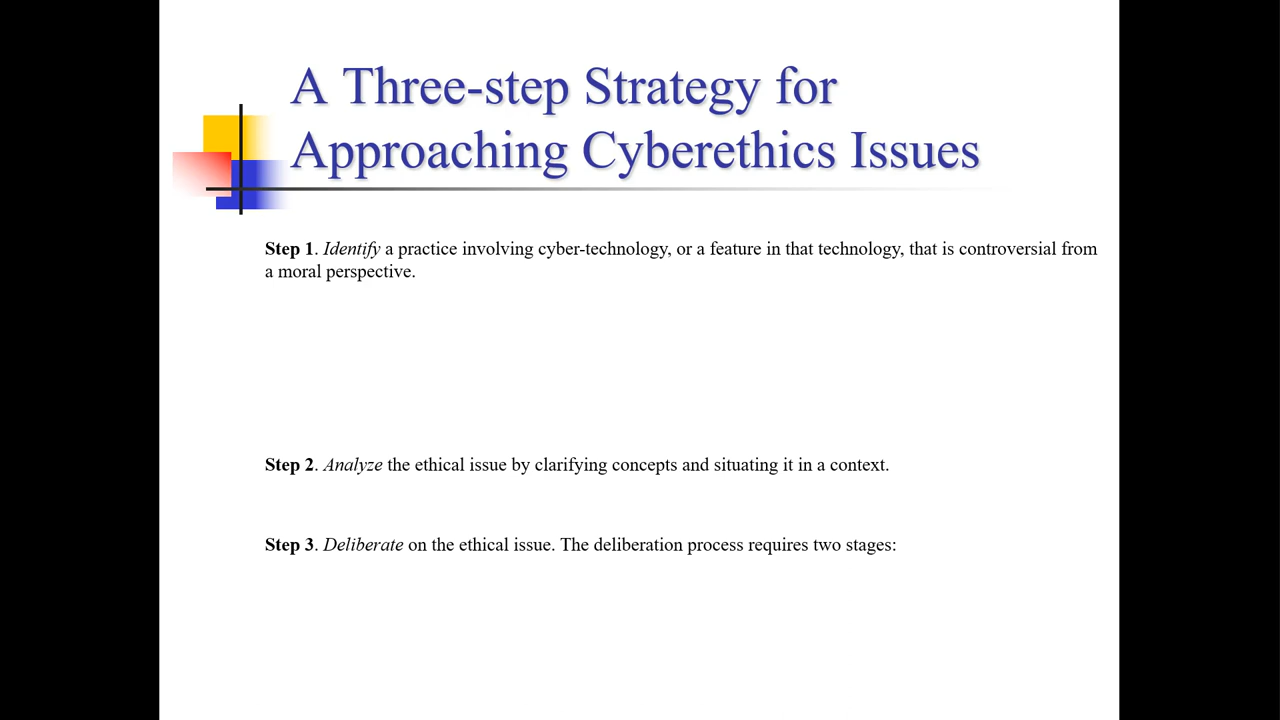 A Three-step Strategy for
Approaching Cyberethics Issues
Step 1. Identify a practice involving cyber-technology, or a feature in that technology, that is controversial from
a moral perspective.
Step 2. Analyze the ethical issue by clarifying concepts and situating it in a context.
Step 3. Deliberate on the ethical issue. The deliberation process requires two stages: